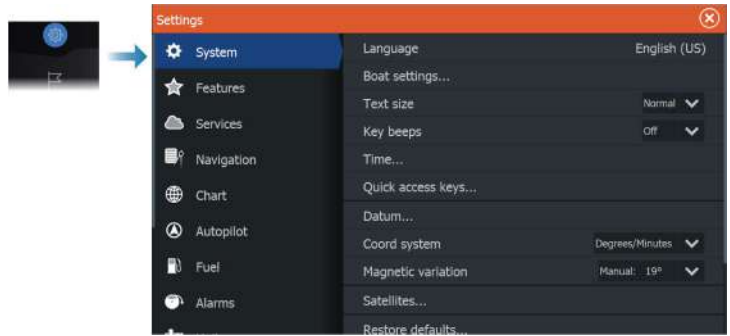 Settings
System
Features
Services
Navigation
Chart
Autopilot
Fuel
Alarms
Language English (US)
Boat settings...
Text size Normal
Key beeps Off
Time...
Quick access keys...
Datum...
Coord system Degrees/Minutes
Magnetic variation Manual: 19°
Satellites...
Restore defaults...